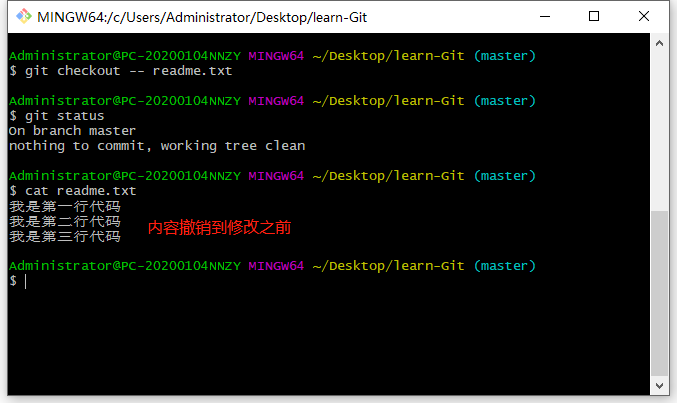 MINGW64:/c/Users/Administrator/Desktop/learn-Git
Administrator@PC-20200104NNZY MINGW64 ~/Desktop/learn-Git (master)
$ git checkout -- readme.txt
Administrator@PC-20200104NNZY MINGW64 ~/Desktop/learn-Git (master)
$ git status
On branch master
nothing to commit, working tree clean
Administrator@PC-20200104NNZY MINGW64 ~/Desktop/learn-Git (master)
$ cat readme.txt
我是第一行代码
我是第二行代码
我是第三行代码
内容撤销到修改之前
Administrator@PC-20200104NNZY MINGW64 ~/Desktop/learn-Git (master)
$